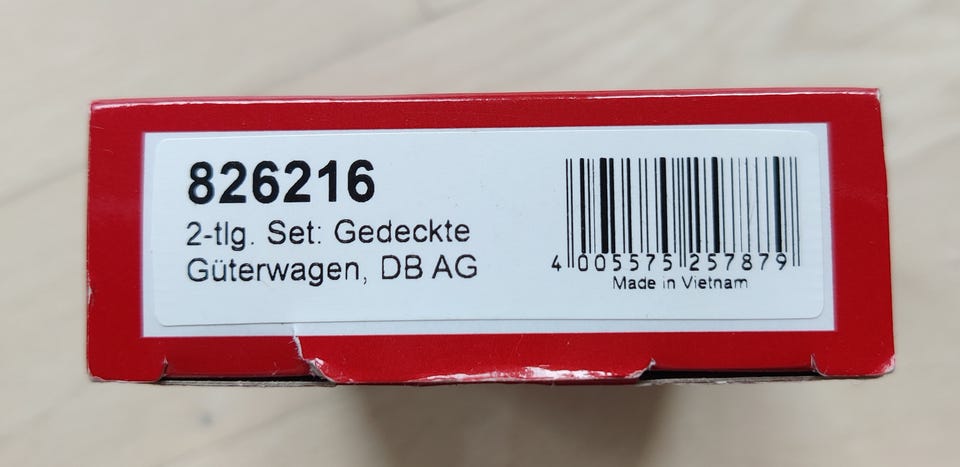 826216
2-tlg. Set: Gedeckte
Güterwagen, DB AG
4 005575 257879
Made in Vietnam